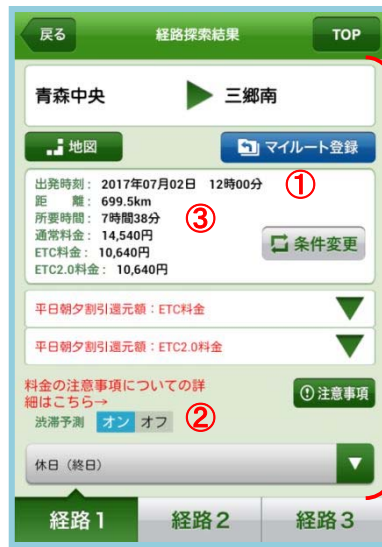 戻る 経路探索結果 TOP
青森中央 ▶ 三郷南
地図 マイルート登録
出発時刻: 2017年07月02日 12時00分 ①
距 離: 699.5km
所要時間: 7時間38分 ③
通常料金: 14,540円
ETC料金: 10,640円
ETC2.0料金: 10,640円
条件変更
平日朝夕割引還元額:ETC料金 ▼
平日朝夕割引還元額:ETC2.0料金 ▼
料金の注意事項についての詳
細はこちら→
注意事項
渋滞予測 オン オフ ②
休日(終日) ▼
経路1 経路2 経路3